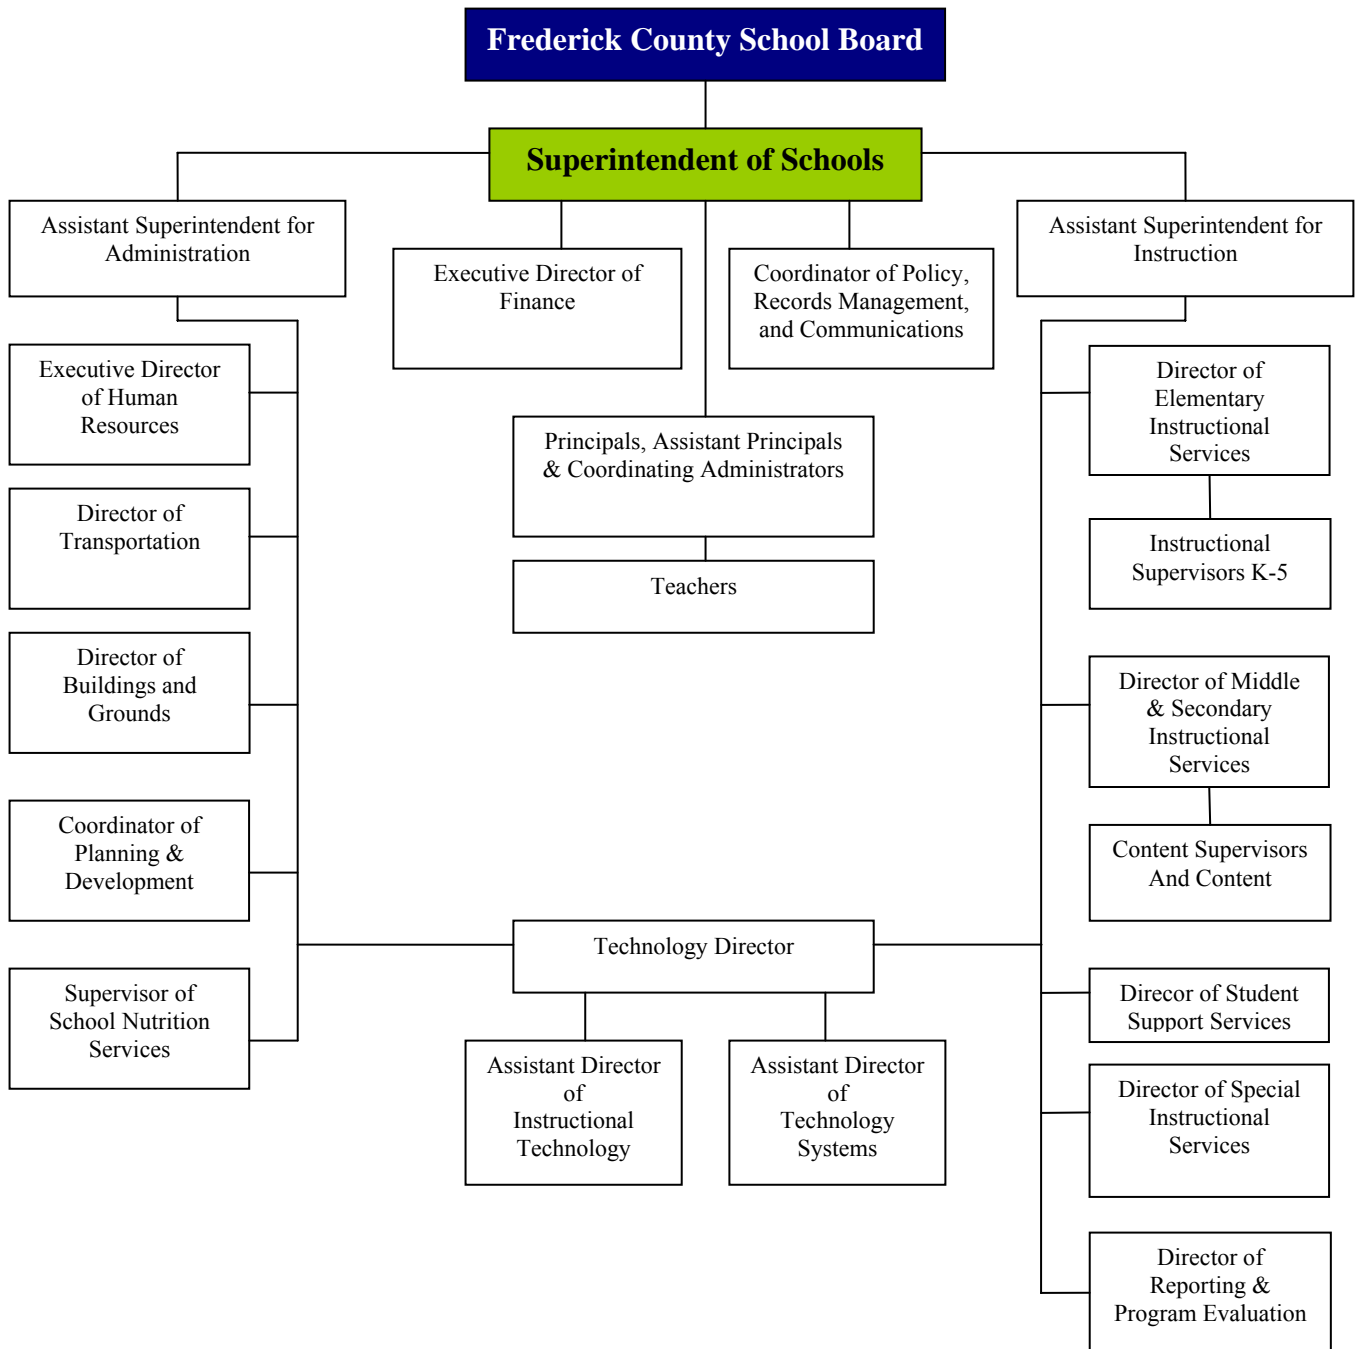 Frederick County School Board
Superintendent of Schools
Assistant Superintendent for
Administration
Assistant Superintendent for
Instruction
Executive Director of
Finance
Coordinator of Policy,
Records Management,
and Communications
Executive Director
of Human
Resources
Director of
Elementary
Instructional
Services
Principals, Assistant Principals
& Coordinating Administrators
Director of
Transportation
Instructional
Supervisors K-5
Teachers
Director of
Buildings and
Grounds
Director of Middle
& Secondary
Instructional
Services
Coordinator of
Planning &
Development
Content Supervisors
And Content
Technology Director
Supervisor of
School Nutrition
Services
Direcor of Student
Support Services
Assistant Director
of
Instructional
Technology
Assistant Director
of
Technology
Systems
Director of Special
Instructional
Services
Director of
Reporting &
Program Evaluation